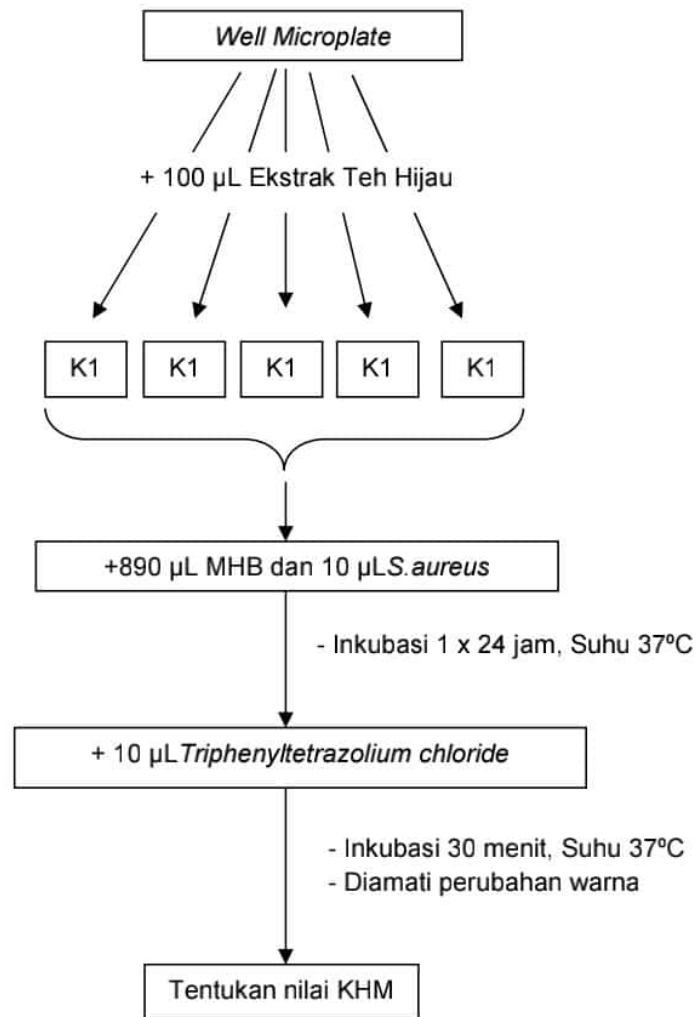 Well Microplate
+ 100 µL Ekstrak Teh Hijau
K1
K1
K1
K1
K1
+890 µL MHB dan 10 µLS.aureus
- Inkubasi 1 x 24 jam, Suhu 37ºC
+ 10 µLTriphenyltetrazolium chloride
- Inkubasi 30 menit, Suhu 37ºC
- Diamati perubahan warna
Tentukan nilai KHM